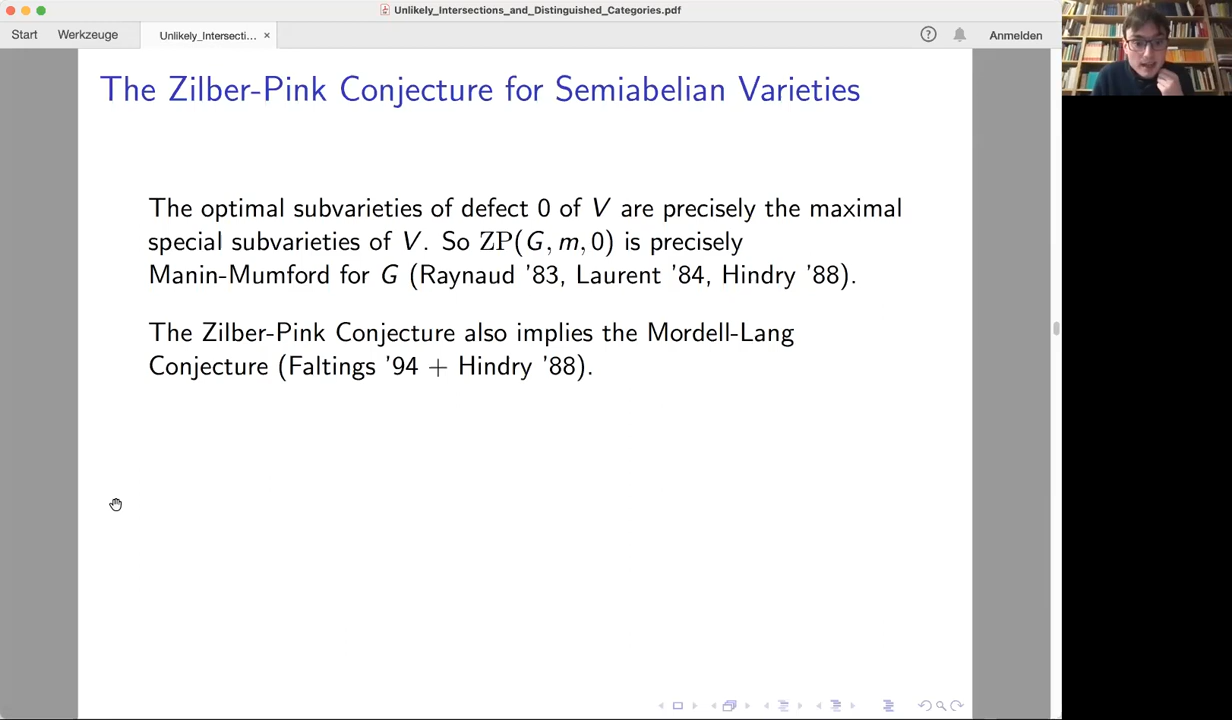 Unlikely_Intersections_and_Distinguished_Categories.pdf
Start Werkzeuge Unlikely_Intersecti... × Anmelden
The Zilber-Pink Conjecture for Semiabelian Varieties
The optimal subvarieties of defect 0 of V are precisely the maximal
special subvarieties of V. So ZP(G, m, 0) is precisely
Manin-Mumford for G (Raynaud '83, Laurent '84, Hindry '88).
The Zilber-Pink Conjecture also implies the Mordell-Lang
Conjecture (Faltings '94 + Hindry '88).